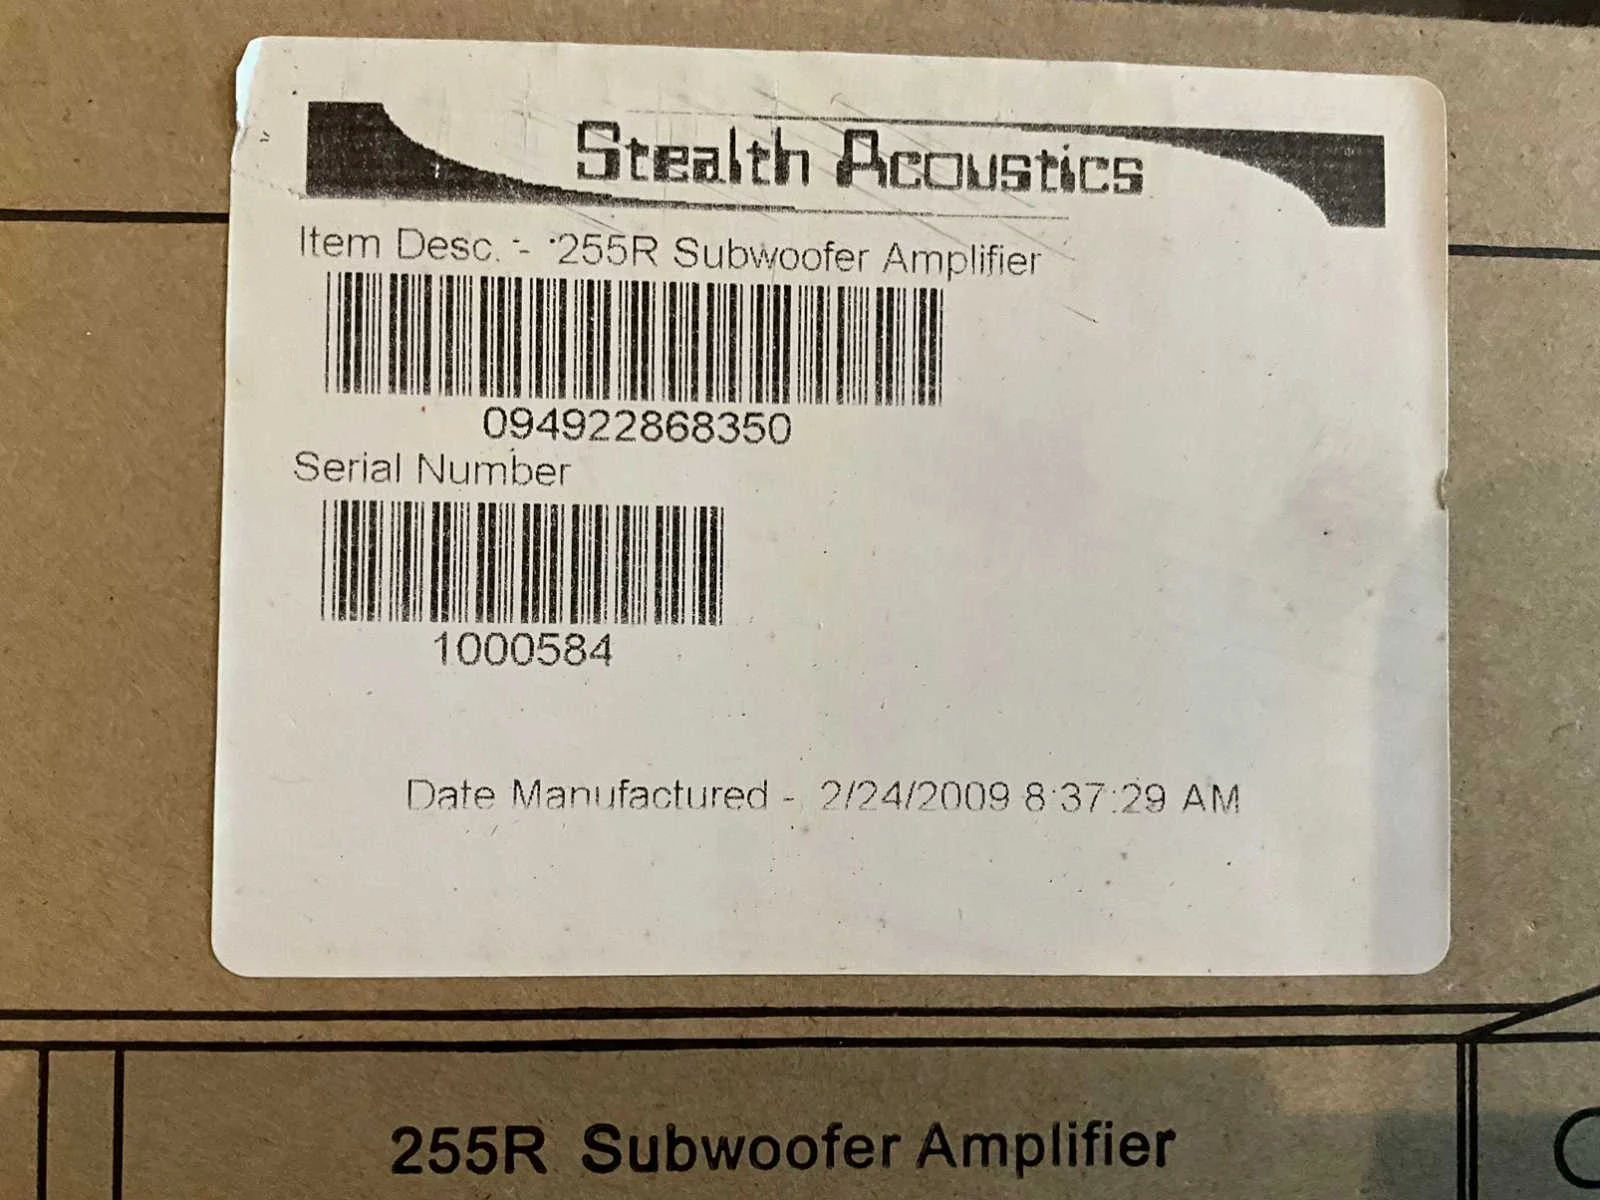 Stealth Acoustics
Item Desc. - 255R Subwoofer Amplifier
094922868350
Serial Number
1000584
Date Manufactured - 2/24/2009 8:37:29 AM
255R Subwoofer Amplifier